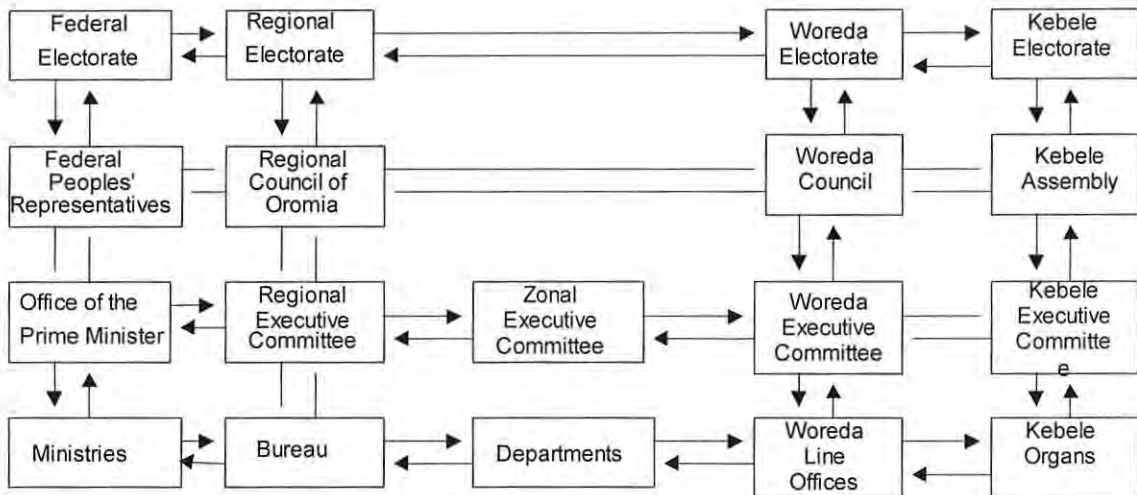 Federal
Electorate
Regional
Electorate
Woreda
Electorate
Kebele
Electorate
Federal
Peoples'
Representatives
Regional
Council of
Oromia
Woreda
Council
Kebele
Assembly
Office of the
Prime Minister
Regional
Executive
Committee
Zonal
Executive
Committee
Woreda
Executive
Committee
Kebele
Executive
Committe
e
Ministries
Bureau
Departments
Woreda
Line
Offices
Kebele
Organs